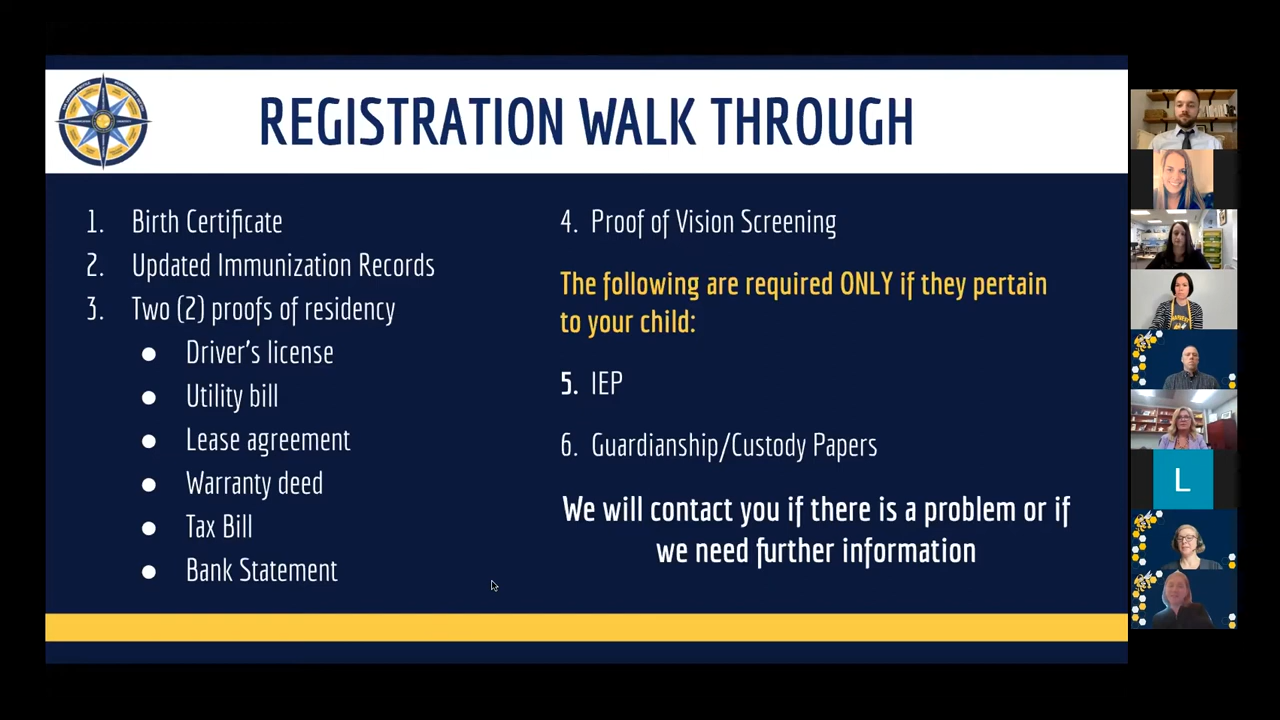 REGISTRATION WALK THROUGH
1. Birth Certificate
2. Updated Immunization Records
3. Two (2) proofs of residency
● Driver's license
● Utility bill
● Lease agreement
● Warranty deed
● Tax Bill
● Bank Statement
4. Proof of Vision Screening
The following are required ONLY if they pertain
to your child:
5. IEP
6. Guardianship/Custody Papers
We will contact you if there is a problem or if
we need further information
L